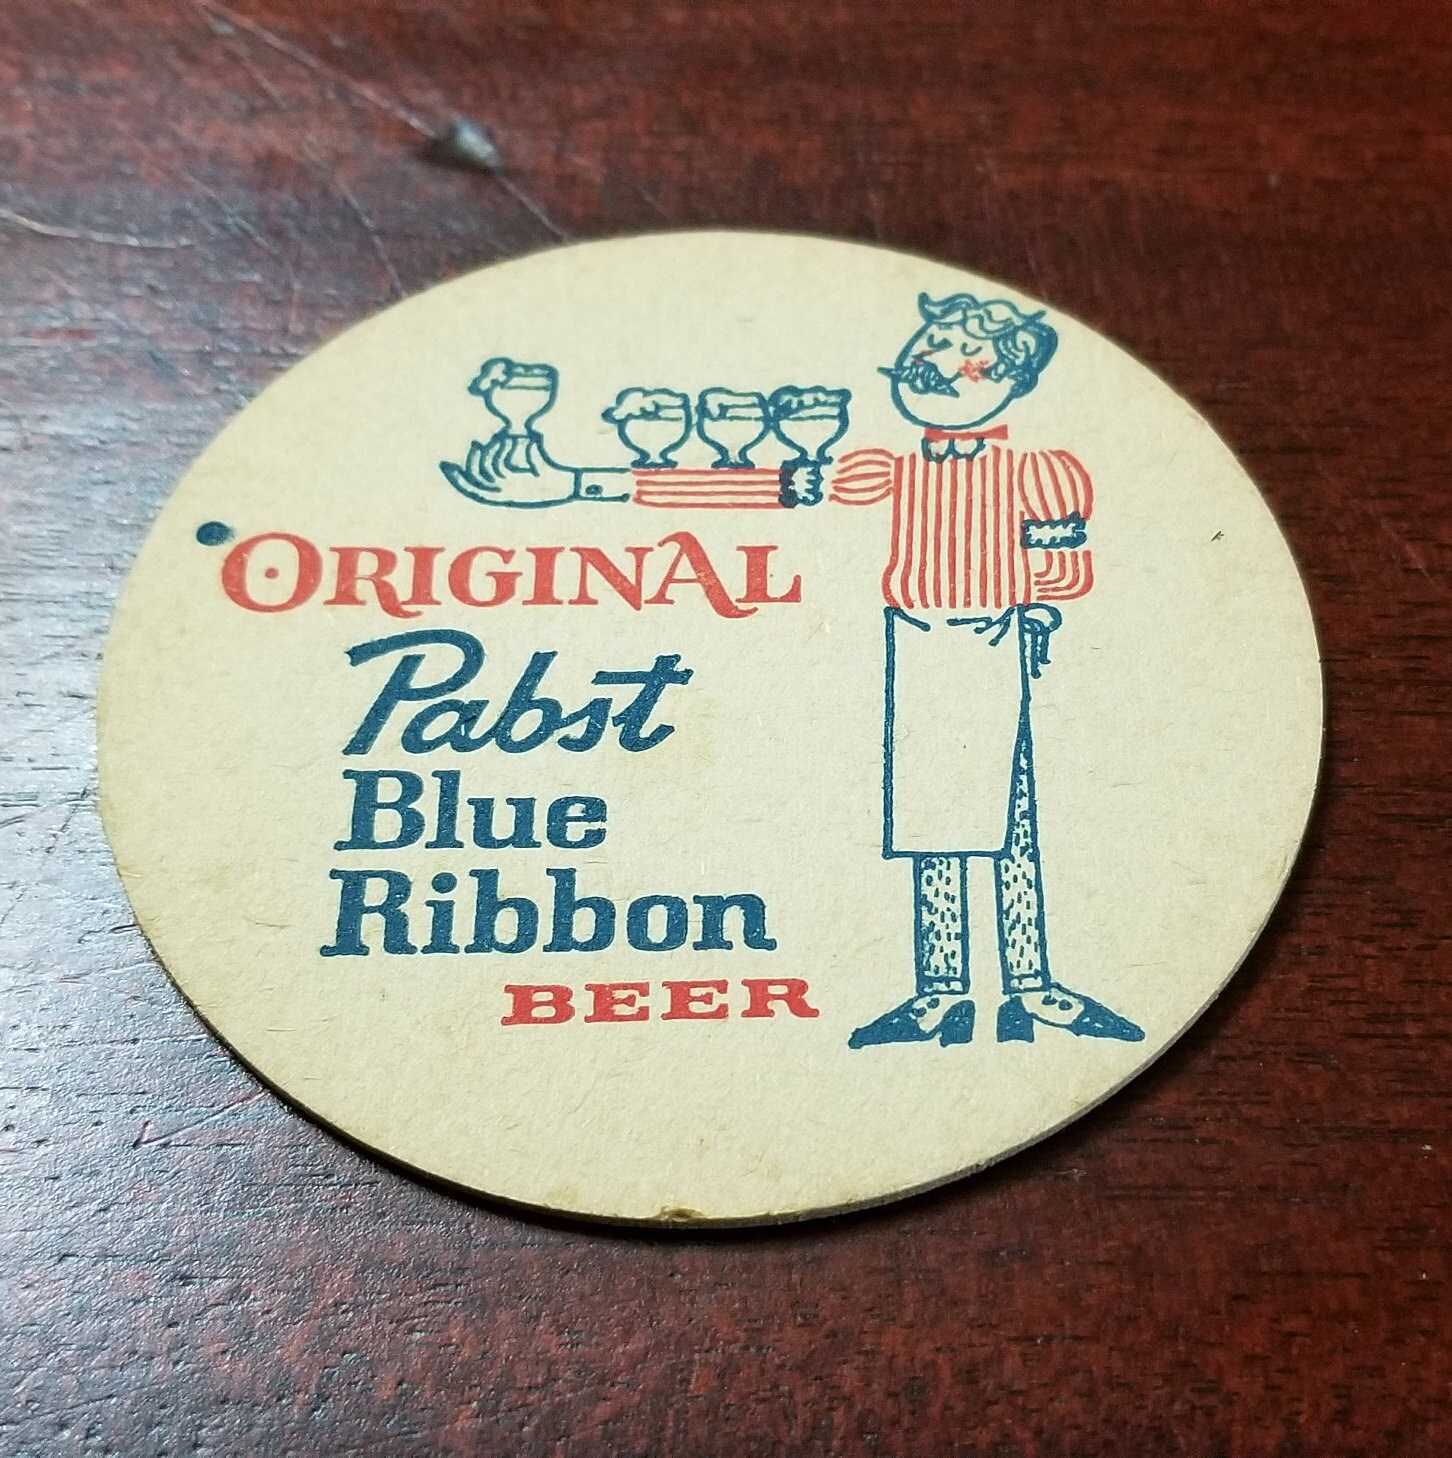 ORIGINAL
Pabst
Blue
Ribbon
BEER